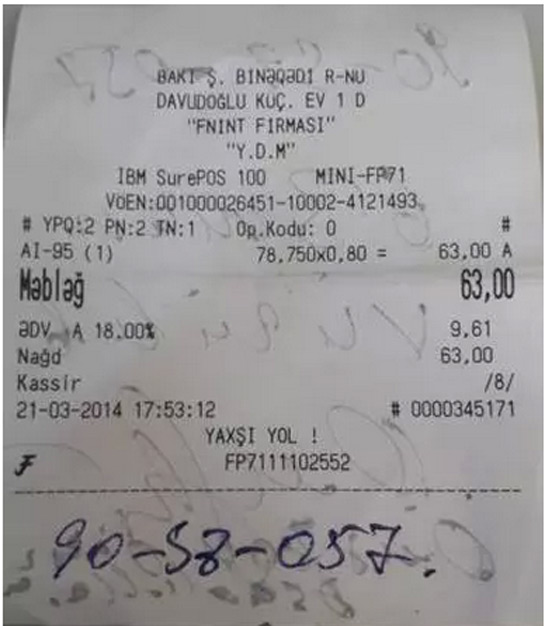 BAKI Ş. BİNƏQƏDİ R-NU
DAVUDOĞLU KÜÇ. EV 1 D
"FNINT FIRMASI"
"Y.D.M"
IBM SurePOS 100 MINI-FP71
VÖEN:001000026451-10002-4121493
# YPQ:2 PN:2 TN:1 Op.Kodu: 0 #
AI-95 (1) 78,750x0,80 = 63,00 A
Məbləğ 63,00
ƏDV A 18.00% 9,61
Nağd 63,00
Kassir /8/
21-03-2014 17:53:12 # 0000345171
YAXŞI YOL !
FP7111102552
90-SZ-057.